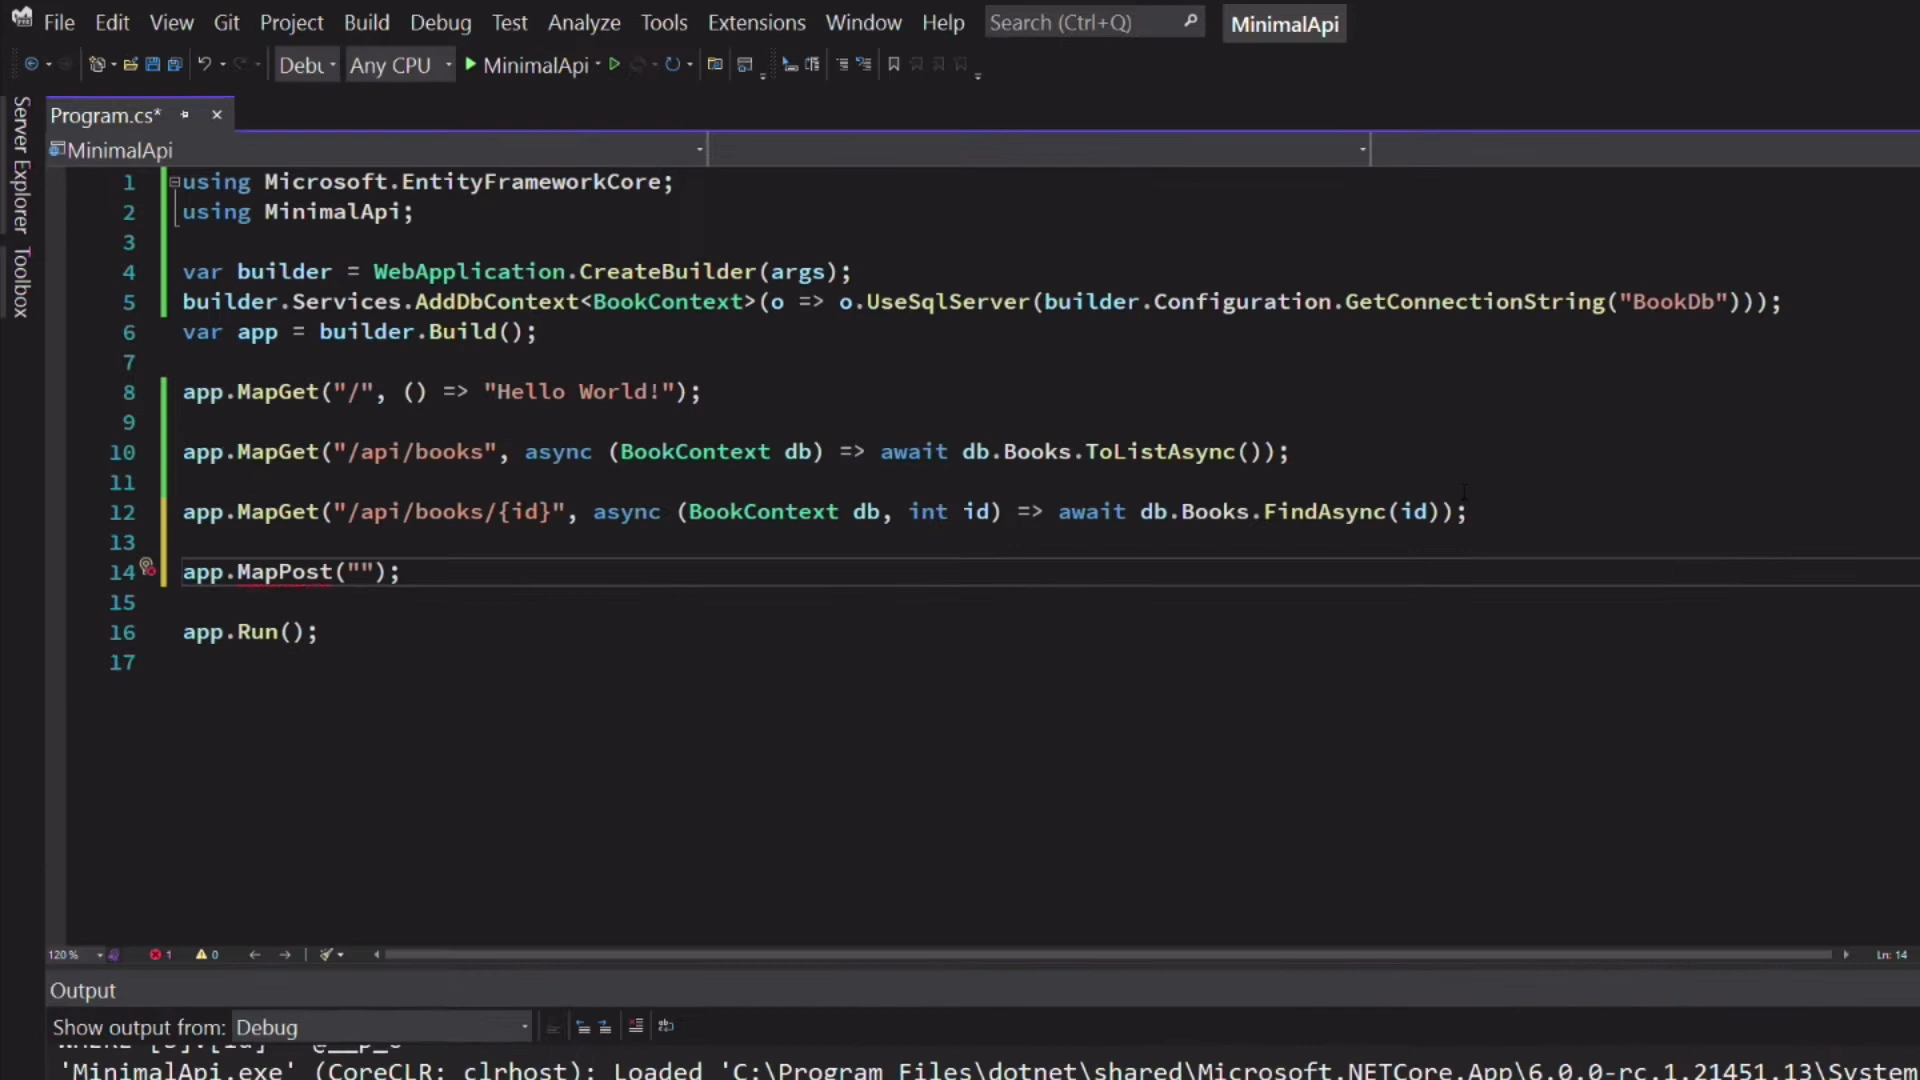 File Edit View Git Project Build Debug Test Analyze Tools Extensions Window Help Search (Ctrl+Q) MinimalApi
Debu Any CPU MinimalApi
Server Explorer
Toolbox
Program.cs*
MinimalApi
1 using Microsoft.EntityFrameworkCore;
2 using MinimalApi;
3
4 var builder = WebApplication.CreateBuilder(args);
5 builder.Services.AddDbContext<BookContext>(o => o.UseSqlServer(builder.Configuration.GetConnectionString("BookDb")));
6 var app = builder.Build();
7
8 app.MapGet("/", () => "Hello World!");
9
10 app.MapGet("/api/books", async (BookContext db) => await db.Books.ToListAsync());
11
12 app.MapGet("/api/books/{id}", async (BookContext db, int id) => await db.Books.FindAsync(id));
13
14 app.MapPost("");
15
16 app.Run();
17
120 % 1 0 Ln: 14
Output
Show output from: Debug
'MinimalApi.exe' (CoreCLR: clrhost): Loaded 'C:\Program Files\dotnet\shared\Microsoft.NETCore.App\6.0.0-rc.1.21451.13\System